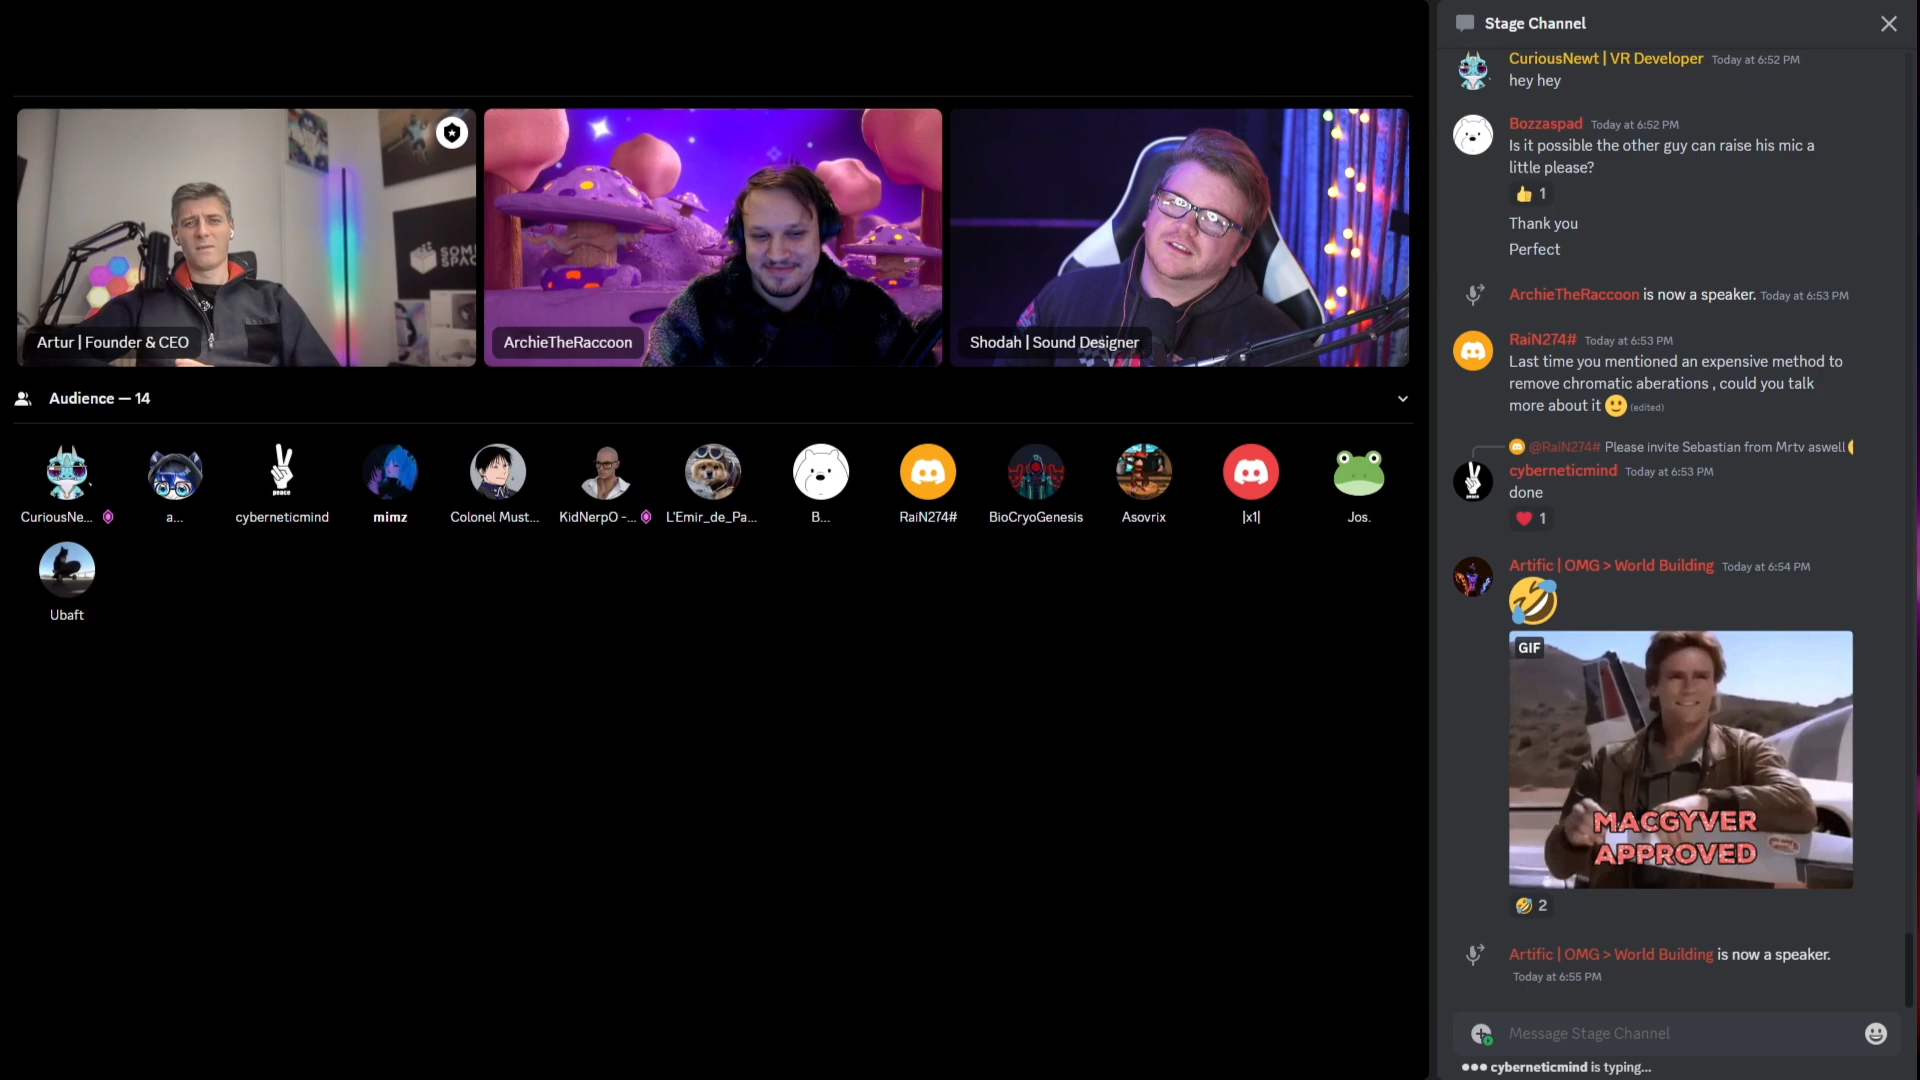 SOM
SPAC
Artur | Founder & CEO
ArchieTheRaccoon
Shodah | Sound Designer
Audience — 14
CuriousNe...
a...
peace
cyberneticmind
mimz
Colonel Must...
KidNerpO -...
L'Emir_de_Pa...
B...
RaiN274#
BioCryoGenesis
Asovrix
|x1|
Jos.
Ubaft
Stage Channel
CuriousNewt | VR Developer Today at 6:52 PM
hey hey
Bozzaspad Today at 6:52 PM
Is it possible the other guy can raise his mic a
little please?
👍 1
Thank you
Perfect
ArchieTheRaccoon is now a speaker. Today at 6:53 PM
RaiN274# Today at 6:53 PM
Last time you mentioned an expensive method to
remove chromatic aberations , could you talk
more about it 🙂 (edited)
@RaiN274# Please invite Sebastian from Mrtv aswell
cyberneticmind Today at 6:53 PM
peace
done
❤️ 1
Artific | OMG > World Building Today at 6:54 PM
🤣
GIF
MACGYVER
APPROVED
🤣 2
Artific | OMG > World Building is now a speaker.
Today at 6:55 PM
Message Stage Channel
cyberneticmind is typing...